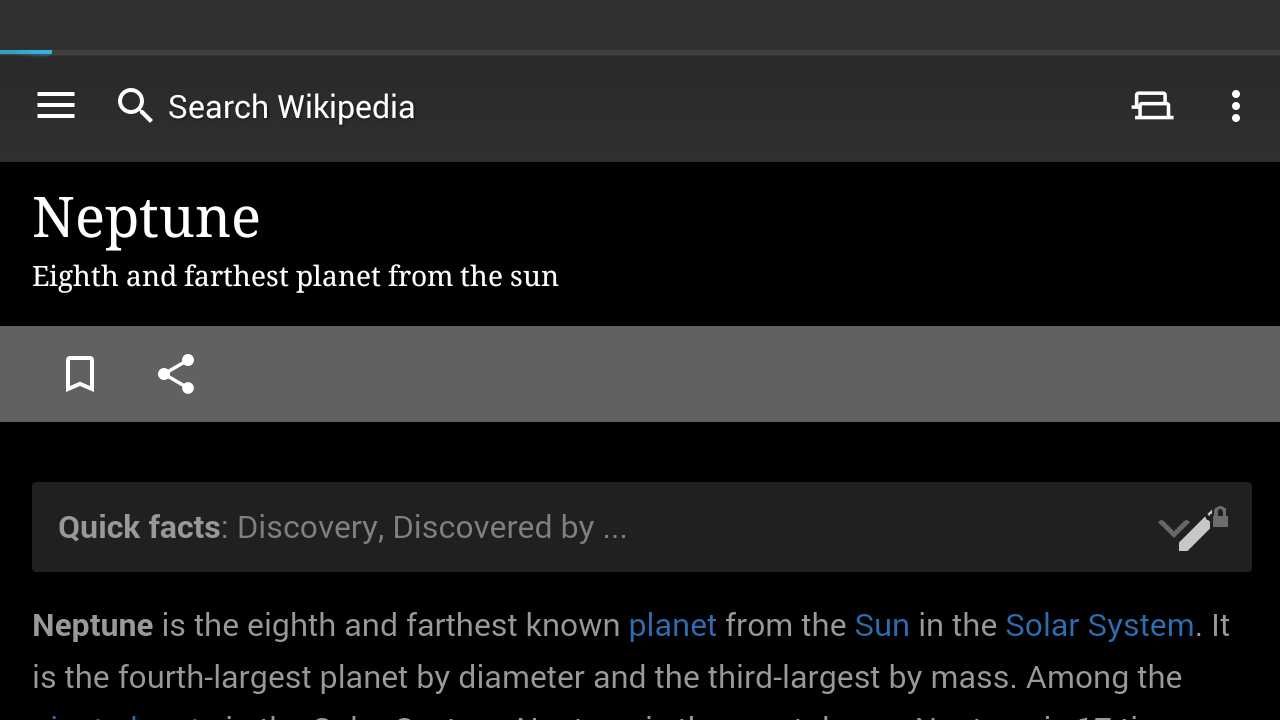 Search Wikipedia
Neptune
Eighth and farthest planet from the sun
Quick facts: Discovery, Discovered by ...
Neptune is the eighth and farthest known planet from the Sun in the Solar System. It
is the fourth-largest planet by diameter and the third-largest by mass. Among the